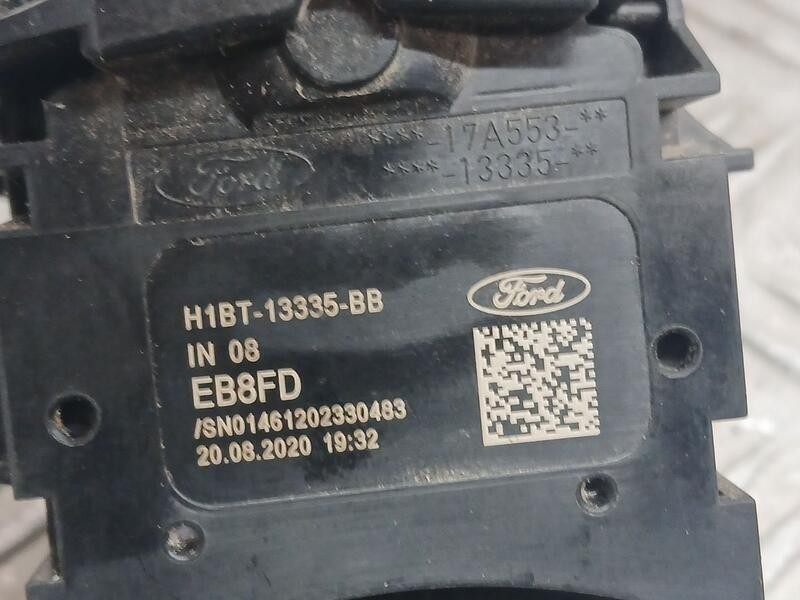 ****-17A553-**
Ford ****-13335-**
H1BT-13335-BB
Ford
IN 08
EB8FD
/SN01461202330483
20.08.2020 19:32